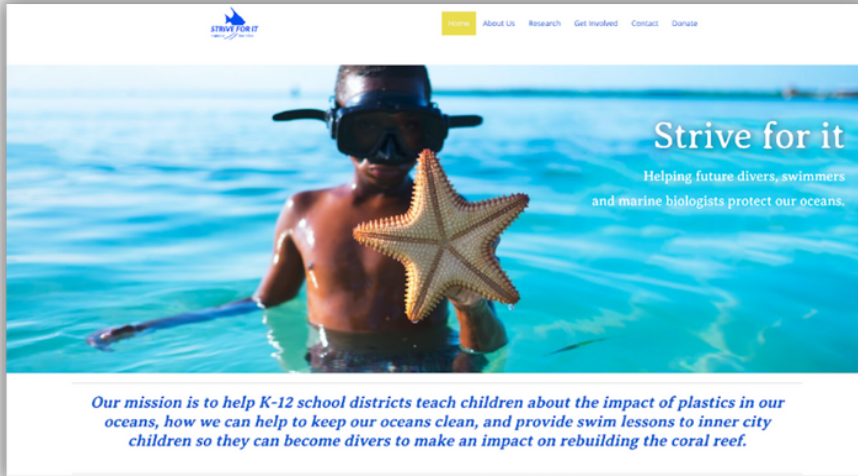 STRIVE FOR IT
Home About Us Research Get Involved Contact Donate
Strive for it
Helping future divers, swimmers
and marine biologists protect our oceans.
Our mission is to help K-12 school districts teach children about the impact of plastics in our
oceans, how we can help to keep our oceans clean, and provide swim lessons to inner city
children so they can become divers to make an impact on rebuilding the coral reef.